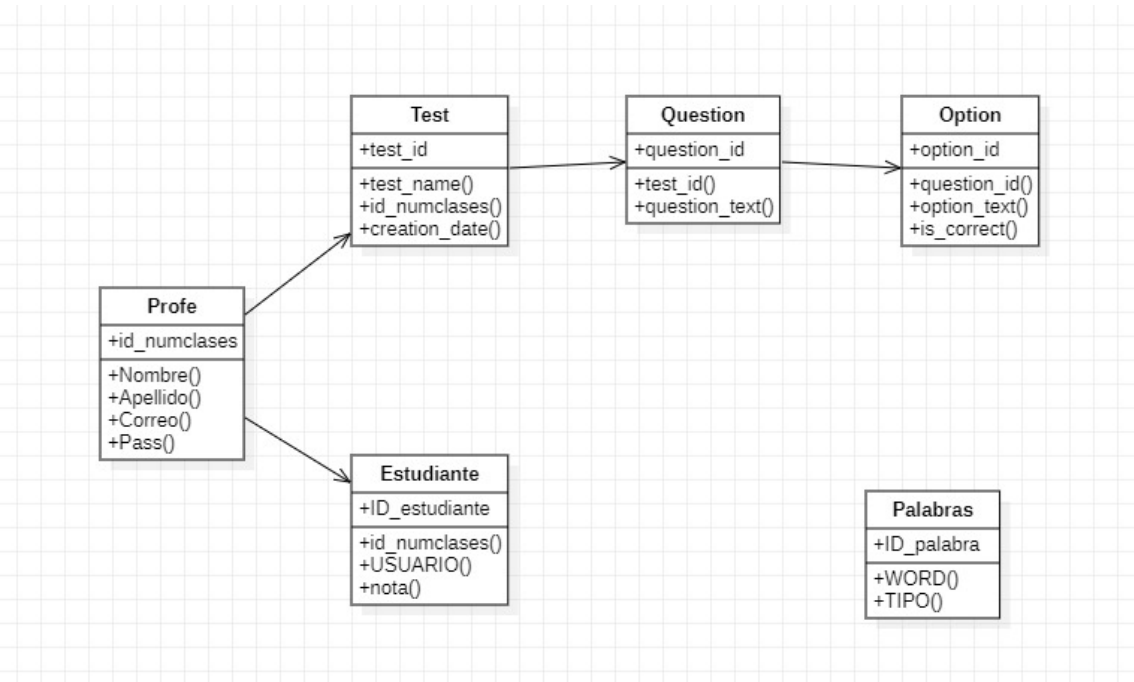 Test
+test_id
+test_name()
+id_numclases()
+creation_date()
Question
+question_id
+test_id()
+question_text()
Option
+option_id
+question_id()
+option_text()
+is_correct()
Profe
+id_numclases
+Nombre()
+Apellido()
+Correo()
+Pass()
Estudiante
+ID_estudiante
+id_numclases()
+USUARIO()
+nota()
Palabras
+ID_palabra
+WORD()
+TIPO()